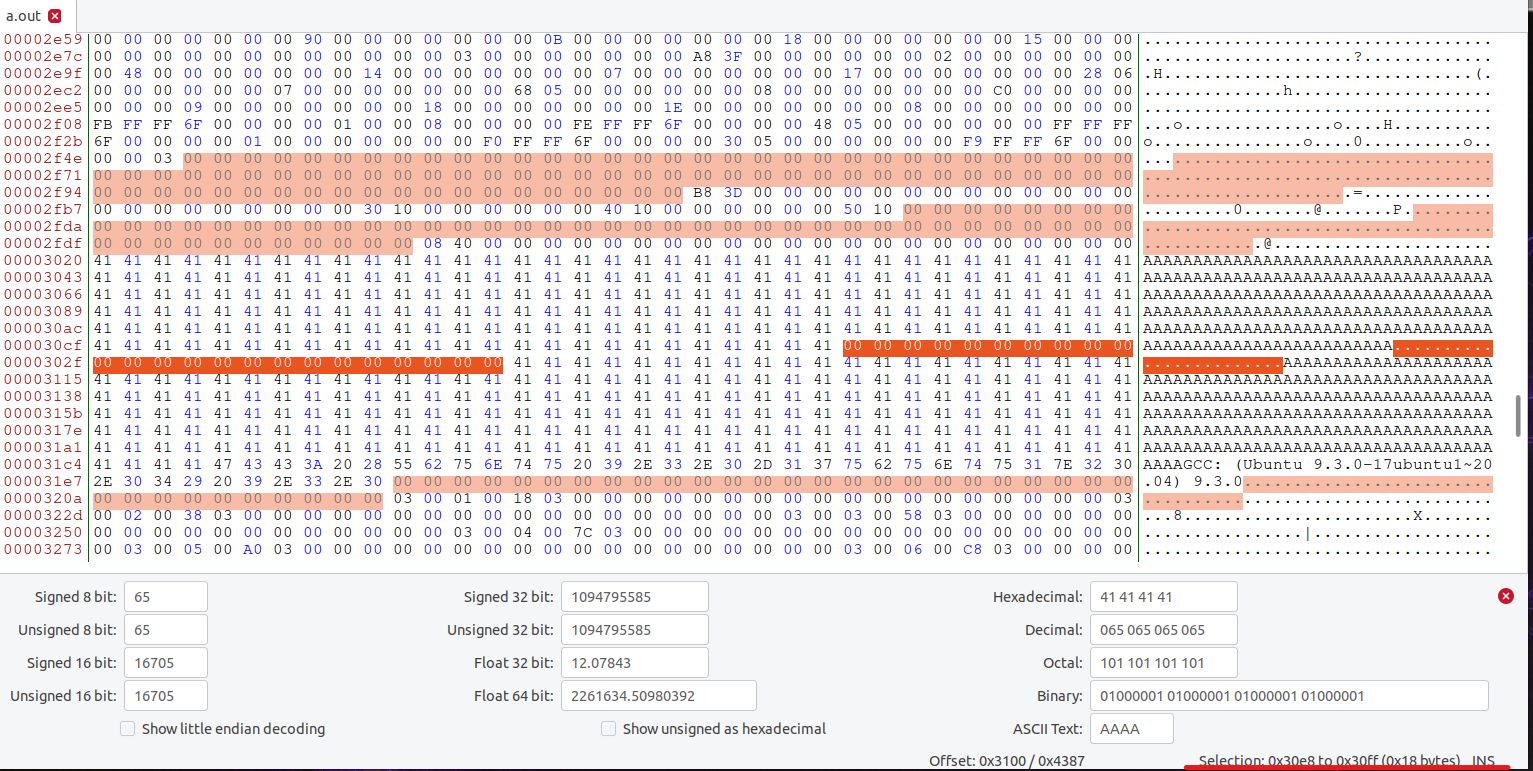 a.out
00002e59 00 00 00 00 00 00 00 90 00 00 00 00 00 00 00 0B 00 00 00 00 00 00 00 18 00 00 00 00 00 00 00 15 00 00 00 ...................................
00002e7c 00 00 00 00 00 00 00 00 00 00 00 00 03 00 00 00 00 00 00 00 A8 3F 00 00 00 00 00 00 02 00 00 00 00 00 00 .....................?.............
00002e9f 00 48 00 00 00 00 00 00 00 14 00 00 00 00 00 00 00 07 00 00 00 00 00 00 00 17 00 00 00 00 00 00 00 28 06 .H...............................(.
00002ec2 00 00 00 00 00 00 07 00 00 00 00 00 00 00 68 05 00 00 00 00 00 00 08 00 00 00 00 00 00 00 C0 00 00 00 00 ..............h....................
00002ee5 00 00 00 09 00 00 00 00 00 00 00 18 00 00 00 00 00 00 00 1E 00 00 00 00 00 00 00 08 00 00 00 00 00 00 00 ...................................
00002f08 FB FF FF 6F 00 00 00 00 01 00 00 08 00 00 00 00 FE FF FF 6F 00 00 00 00 48 05 00 00 00 00 00 00 FF FF FF ...o...............o....H..........
00002f2b 6F 00 00 00 00 01 00 00 00 00 00 00 00 F0 FF FF 6F 00 00 00 00 30 05 00 00 00 00 00 00 F9 FF FF 6F 00 00 o...............o....0..........o..
00002f4e 00 00 03 00 00 00 00 00 00 00 00 00 00 00 00 00 00 00 00 00 00 00 00 00 00 00 00 00 00 00 00 00 00 00 00 ...................................
00002f71 00 00 00 00 00 00 00 00 00 00 00 00 00 00 00 00 00 00 00 00 00 00 00 00 00 00 00 00 00 00 00 00 00 00 00 ...................................
00002f94 00 00 00 00 00 00 00 00 00 00 00 00 00 00 00 00 00 00 00 00 B8 3D 00 00 00 00 00 00 00 00 00 00 00 00 00 .....................=.............
00002fb7 00 00 00 00 00 00 00 00 00 30 10 00 00 00 00 00 00 40 10 00 00 00 00 00 00 50 10 00 00 00 00 00 00 00 00 .........0.......@.......P.........
00002fda 00 00 00 00 00 00 00 00 00 00 00 00 00 00 00 00 00 00 00 00 00 00 00 00 00 00 00 00 00 00 00 00 00 00 00 ...................................
00002fdf 00 00 00 00 00 00 00 00 00 00 00 08 40 00 00 00 00 00 00 00 00 00 00 00 00 00 00 00 00 00 00 00 00 00 00 ............@......................
00003020 41 41 41 41 41 41 41 41 41 41 41 41 41 41 41 41 41 41 41 41 41 41 41 41 41 41 41 41 41 41 41 41 41 41 41 AAAAAAAAAAAAAAAAAAAAAAAAAAAAAAAAAAA
00003043 41 41 41 41 41 41 41 41 41 41 41 41 41 41 41 41 41 41 41 41 41 41 41 41 41 41 41 41 41 41 41 41 41 41 41 AAAAAAAAAAAAAAAAAAAAAAAAAAAAAAAAAAA
00003066 41 41 41 41 41 41 41 41 41 41 41 41 41 41 41 41 41 41 41 41 41 41 41 41 41 41 41 41 41 41 41 41 41 41 41 AAAAAAAAAAAAAAAAAAAAAAAAAAAAAAAAAAA
00003089 41 41 41 41 41 41 41 41 41 41 41 41 41 41 41 41 41 41 41 41 41 41 41 41 41 41 41 41 41 41 41 41 41 41 41 AAAAAAAAAAAAAAAAAAAAAAAAAAAAAAAAAAA
000030ac 41 41 41 41 41 41 41 41 41 41 41 41 41 41 41 41 41 41 41 41 41 41 41 41 41 41 41 41 41 41 41 41 41 41 41 AAAAAAAAAAAAAAAAAAAAAAAAAAAAAAAAAAA
000030cf 41 41 41 41 41 41 41 41 41 41 41 41 41 41 41 41 41 41 41 41 41 41 41 41 41 00 00 00 00 00 00 00 00 00 00 AAAAAAAAAAAAAAAAAAAAAAAAA..........
0000302f 00 00 00 00 00 00 00 00 00 00 00 00 00 00 41 41 41 41 41 41 41 41 41 41 41 41 41 41 41 41 41 41 41 41 41 ..............AAAAAAAAAAAAAAAAAAAAA
00003115 41 41 41 41 41 41 41 41 41 41 41 41 41 41 41 41 41 41 41 41 41 41 41 41 41 41 41 41 41 41 41 41 41 41 41 AAAAAAAAAAAAAAAAAAAAAAAAAAAAAAAAAAA
00003138 41 41 41 41 41 41 41 41 41 41 41 41 41 41 41 41 41 41 41 41 41 41 41 41 41 41 41 41 41 41 41 41 41 41 41 AAAAAAAAAAAAAAAAAAAAAAAAAAAAAAAAAAA
0000315b 41 41 41 41 41 41 41 41 41 41 41 41 41 41 41 41 41 41 41 41 41 41 41 41 41 41 41 41 41 41 41 41 41 41 41 AAAAAAAAAAAAAAAAAAAAAAAAAAAAAAAAAAA
0000317e 41 41 41 41 41 41 41 41 41 41 41 41 41 41 41 41 41 41 41 41 41 41 41 41 41 41 41 41 41 41 41 41 41 41 41 AAAAAAAAAAAAAAAAAAAAAAAAAAAAAAAAAAA
000031a1 41 41 41 41 41 41 41 41 41 41 41 41 41 41 41 41 41 41 41 41 41 41 41 41 41 41 41 41 41 41 41 41 41 41 41 AAAAAAAAAAAAAAAAAAAAAAAAAAAAAAAAAAA
000031c4 41 41 41 41 47 43 43 3A 20 28 55 62 75 6E 74 75 20 39 2E 33 2E 30 2D 31 37 75 62 75 6E 74 75 31 7E 32 30 AAAAGCC: (Ubuntu 9.3.0-17ubuntu1~20
000031e7 2E 30 34 29 20 39 2E 33 2E 30 00 00 00 00 00 00 00 00 00 00 00 00 00 00 00 00 00 00 00 00 00 00 00 00 00 .04) 9.3.0.........................
0000320a 00 00 00 00 00 00 00 00 00 00 03 00 01 00 18 03 00 00 00 00 00 00 00 00 00 00 00 00 00 00 00 00 00 00 03 ...................................
0000322d 00 02 00 38 03 00 00 00 00 00 00 00 00 00 00 00 00 00 00 00 00 00 00 03 00 03 00 58 03 00 00 00 00 00 00 ...8.......................X.......
00003250 00 00 00 00 00 00 00 00 00 00 00 00 03 00 04 00 7C 03 00 00 00 00 00 00 00 00 00 00 00 00 00 00 00 00 00 ................|..................
00003273 00 03 00 05 00 A0 03 00 00 00 00 00 00 00 00 00 00 00 00 00 00 00 00 00 00 03 00 06 00 C8 03 00 00 00 00 ...................................
Signed 8 bit: 65 Signed 32 bit: 1094795585 Hexadecimal: 41 41 41 41
Unsigned 8 bit: 65 Unsigned 32 bit: 1094795585 Decimal: 065 065 065 065
Signed 16 bit: 16705 Float 32 bit: 12.07843 Octal: 101 101 101 101
Unsigned 16 bit: 16705 Float 64 bit: 2261634.50980392 Binary: 01000001 01000001 01000001 01000001
Show little endian decoding Show unsigned as hexadecimal ASCII Text: AAAA
Offset: 0x3100 / 0x4387 Selection: 0x30e8 to 0x30ff (0x18 bytes) INS